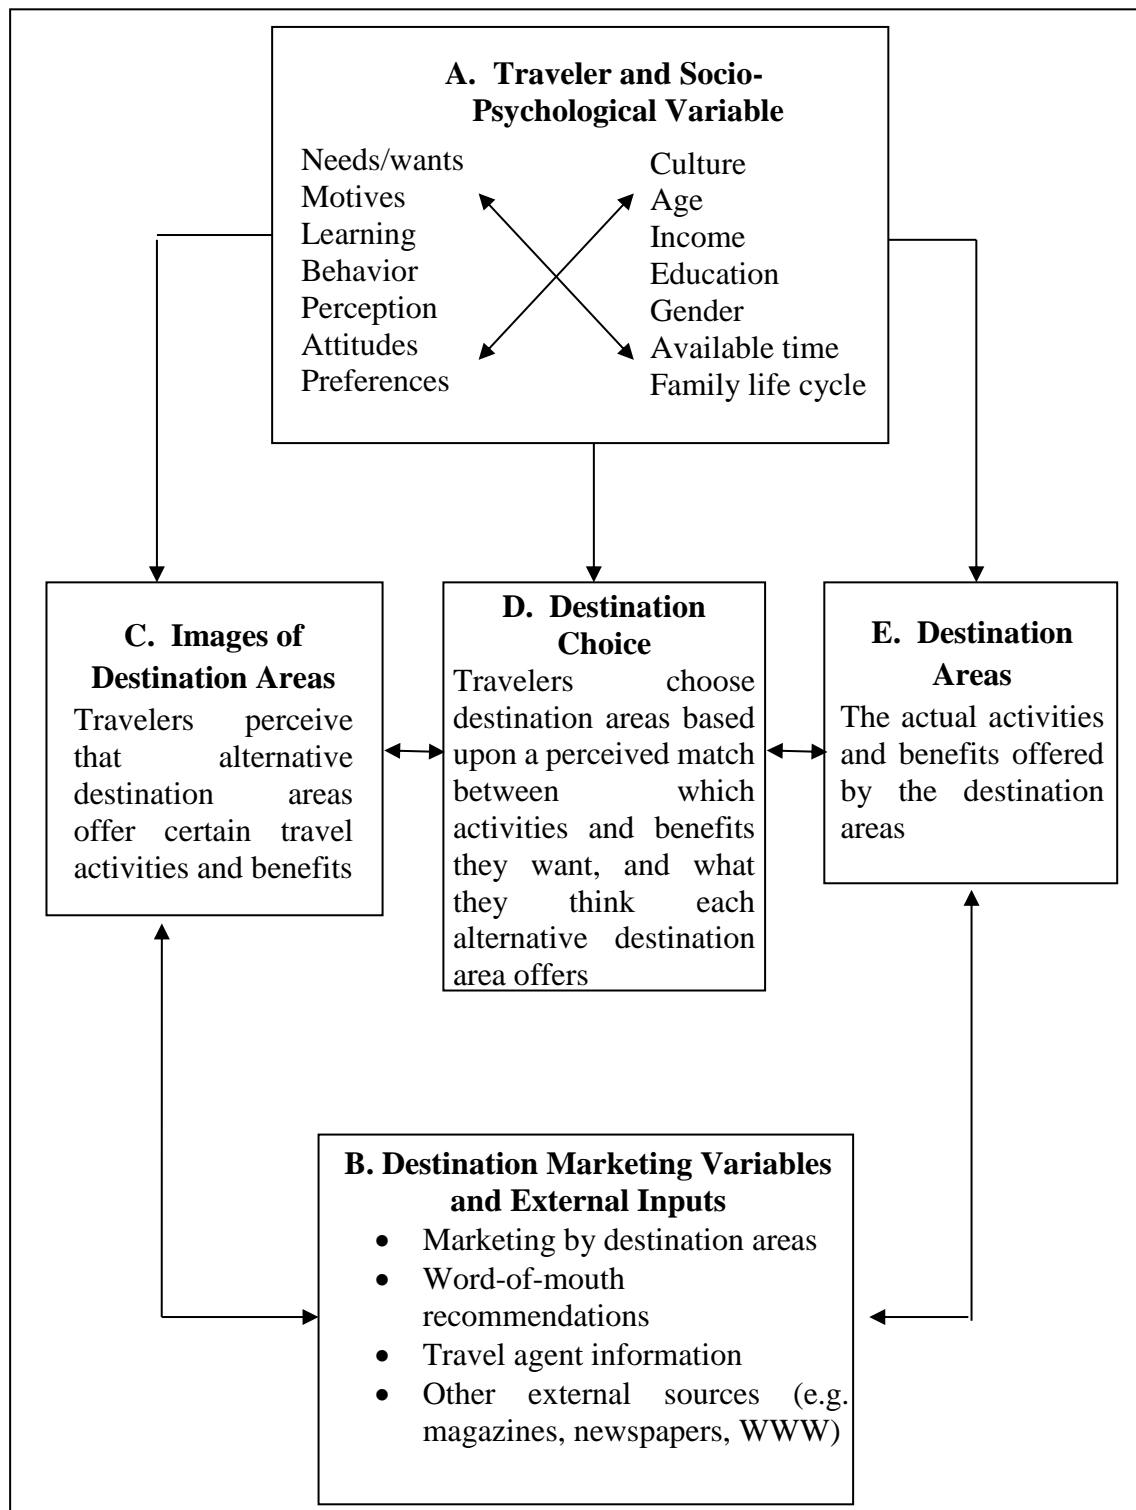 A. Traveler and Socio-
Psychological Variable
Needs/wants
Motives
Learning
Behavior
Perception
Attitudes
Preferences
Culture
Age
Income
Education
Gender
Available time
Family life cycle
C. Images of
Destination Areas
Travelers perceive
that alternative
destination areas
offer certain travel
activities and benefits
D. Destination
Choice
Travelers choose
destination areas based
upon a perceived match
between which
activities and benefits
they want, and what
they think each
alternative destination
area offers
E. Destination
Areas
The actual activities
and benefits offered
by the destination
areas
B. Destination Marketing Variables
and External Inputs
• Marketing by destination areas
• Word-of-mouth
recommendations
• Travel agent information
• Other external sources (e.g.
magazines, newspapers, WWW)